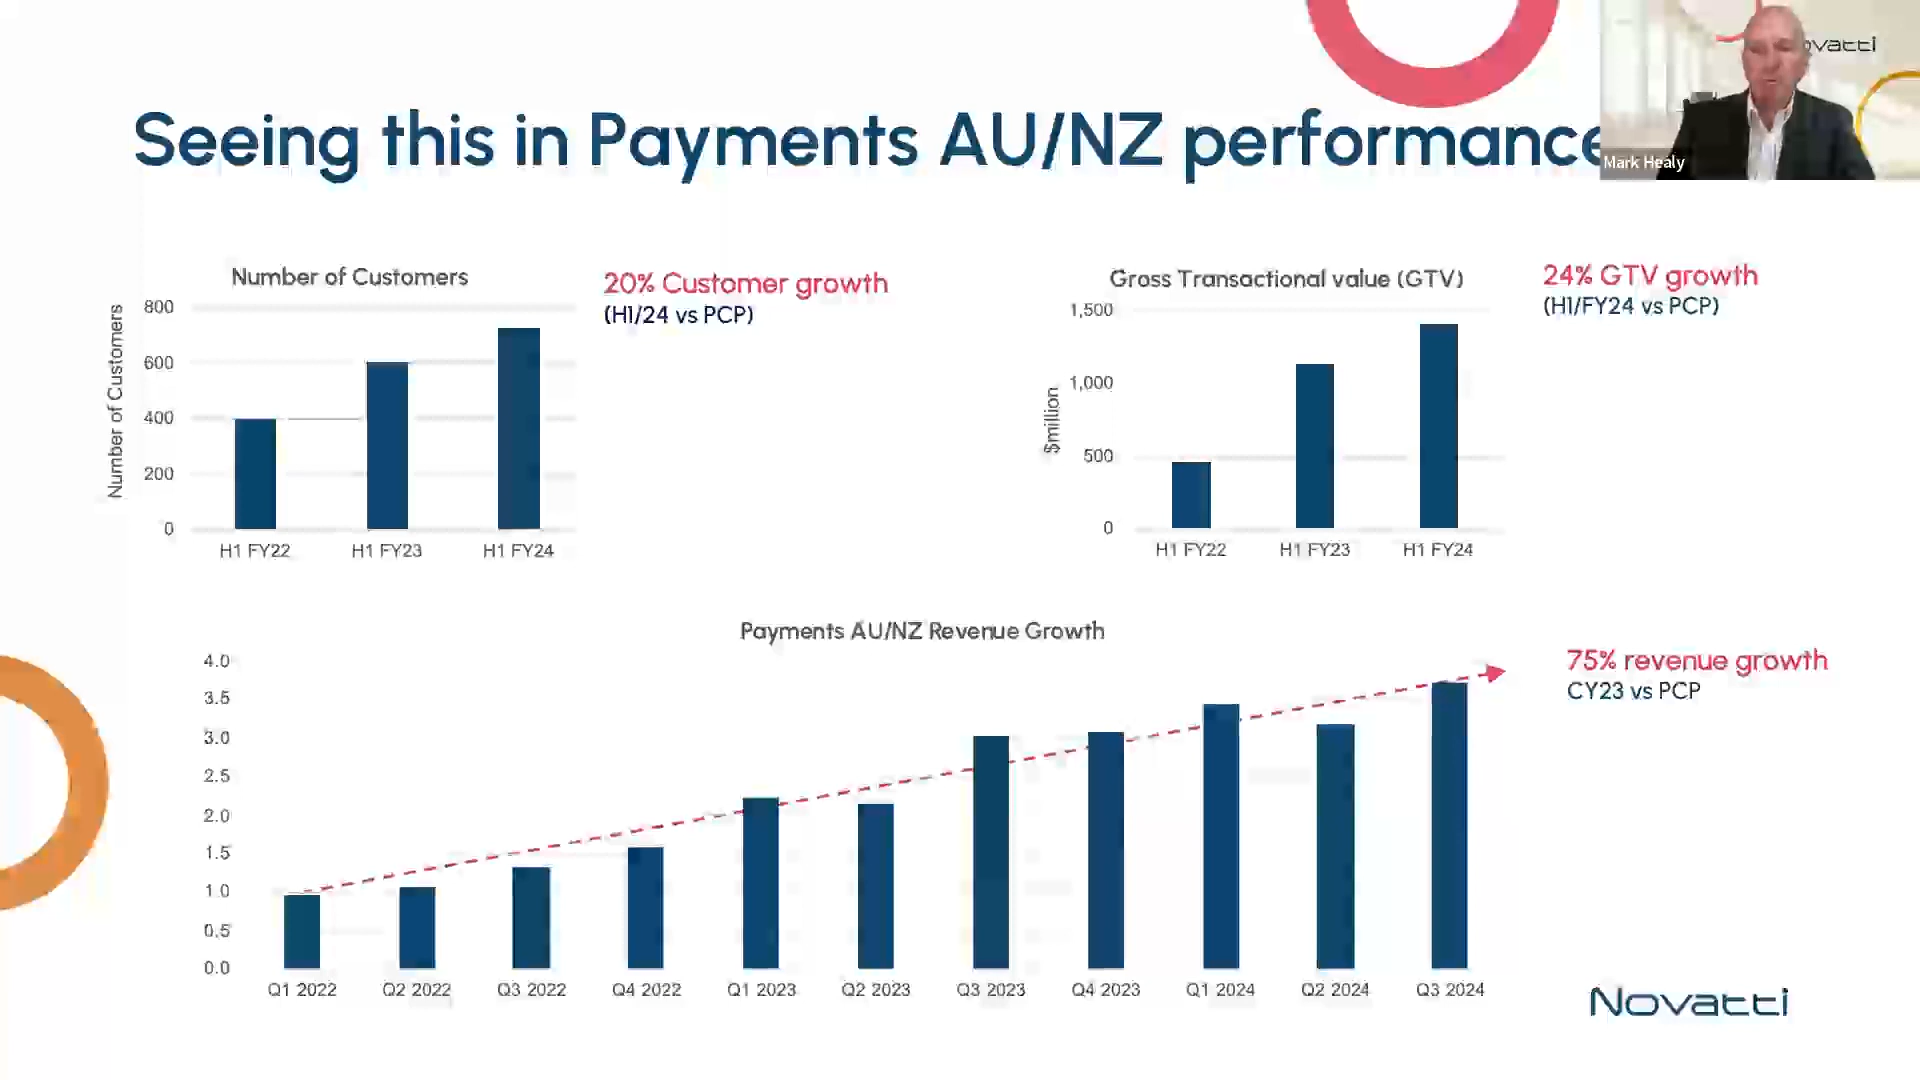 Seeing this in Payments AU/NZ performance
ovatti
Mark Healy
Number of Customers
20% Customer growth
(H1/24 vs PCP)
Number of Customers
800
600
400
200
0
H1 FY22
H1 FY23
H1 FY24
Gross Transactional value (GTV)
24% GTV growth
(H1/FY24 vs PCP)
$million
1,500
1,000
500
0
H1 FY22
H1 FY23
H1 FY24
Payments AU/NZ Revenue Growth
75% revenue growth
CY23 vs PCP
4.0
3.5
3.0
2.5
2.0
1.5
1.0
0.5
0.0
Q1 2022
Q2 2022
Q3 2022
Q4 2022
Q1 2023
Q2 2023
Q3 2023
Q4 2023
Q1 2024
Q2 2024
Q3 2024
Novatti